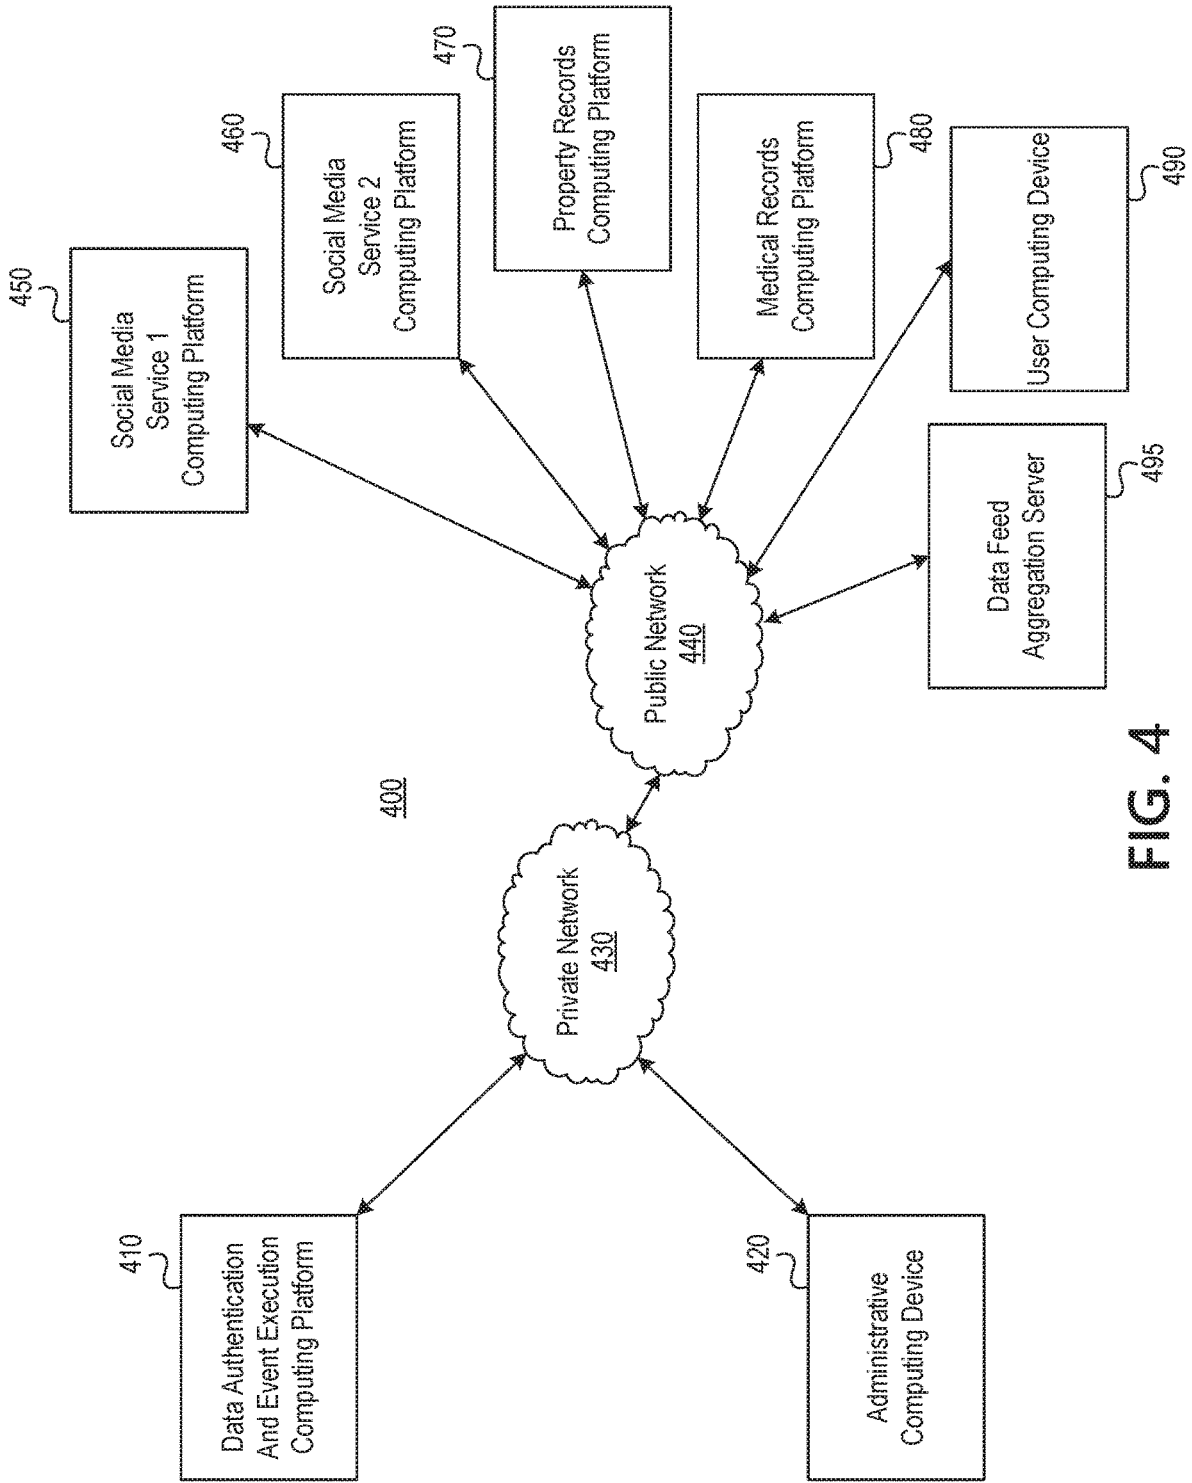 400
410
Data Authentication
And Event Execution
Computing Platform
420
Administrative
Computing Device
Private Network
430
Public Network
440
450
Social Media
Service 1
Computing Platform
460
Social Media
Service 2
Computing Platform
470
Property Records
Computing Platform
Medical Records
Computing Platform
480
User Computing Device
490
Data Feed
Aggregation Server
495
FIG. 4